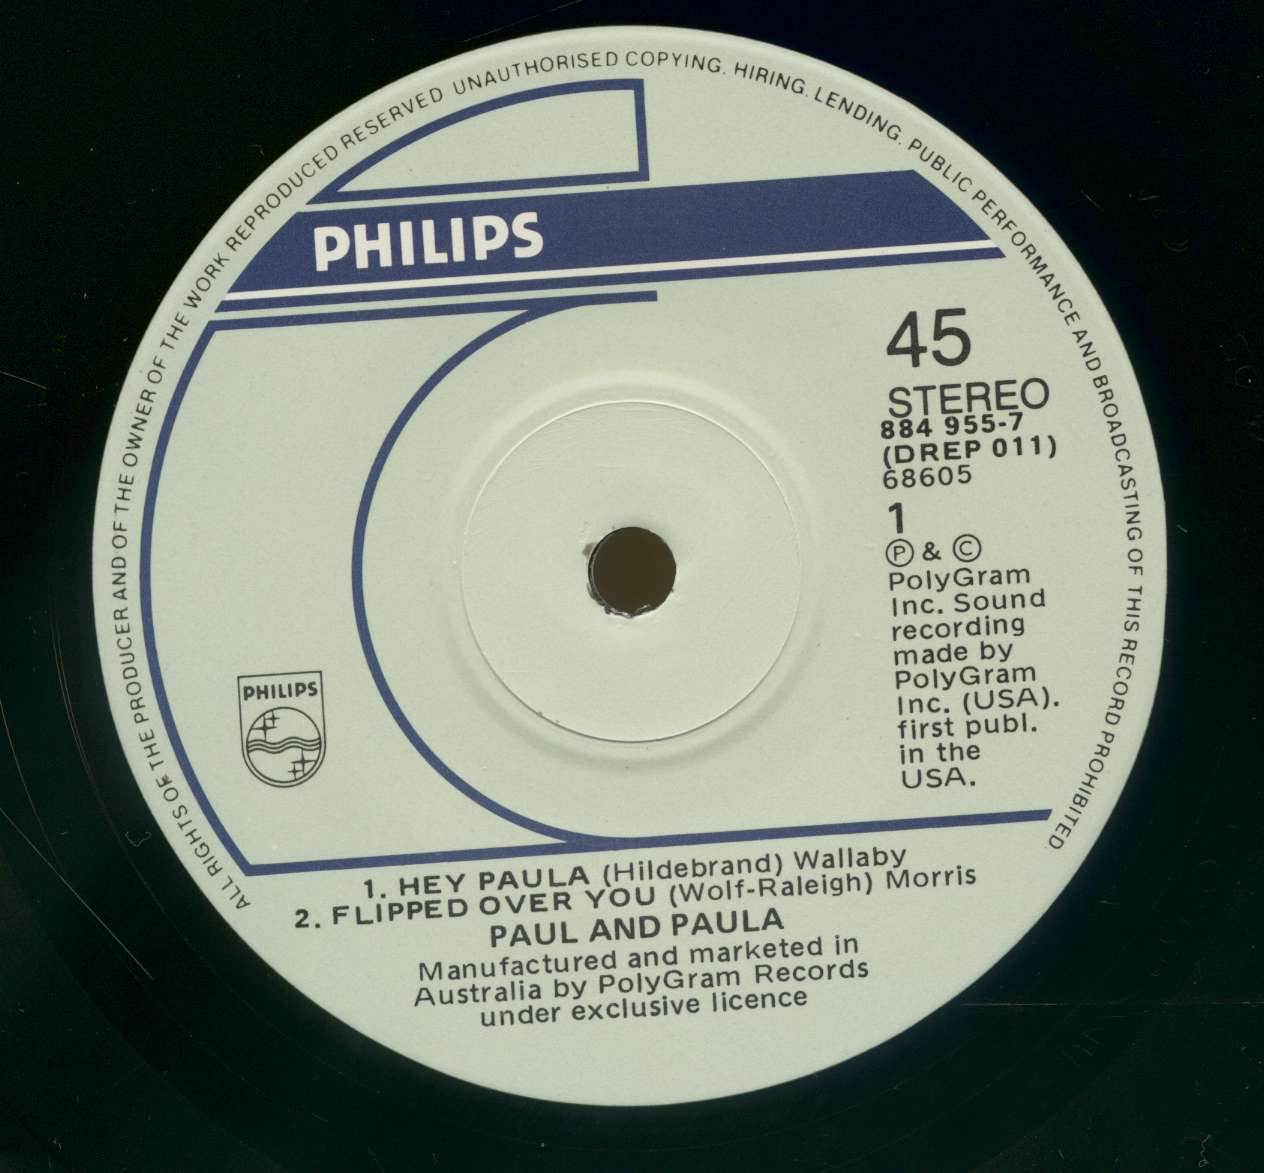 ALL RIGHTS OF THE PRODUCER AND OF THE OWNER OF THE WORK REPRODUCED RESERVED UNAUTHORISED COPYING. HIRING. LENDING. PUBLIC PERFORMANCE AND BROADCASTING OF THIS RECORD PROHIBITED.
PHILIPS
45
STEREO
884 955-7
(DREP 011)
68605
1
Ⓟ & ©
PolyGram
Inc. Sound
recording
made by
PolyGram
Inc. (USA).
first publ.
in the
USA.
PHILIPS
1. HEY PAULA (Hildebrand) Wallaby
2. FLIPPED OVER YOU (Wolf-Raleigh) Morris
PAUL AND PAULA
Manufactured and marketed in
Australia by PolyGram Records
under exclusive licence